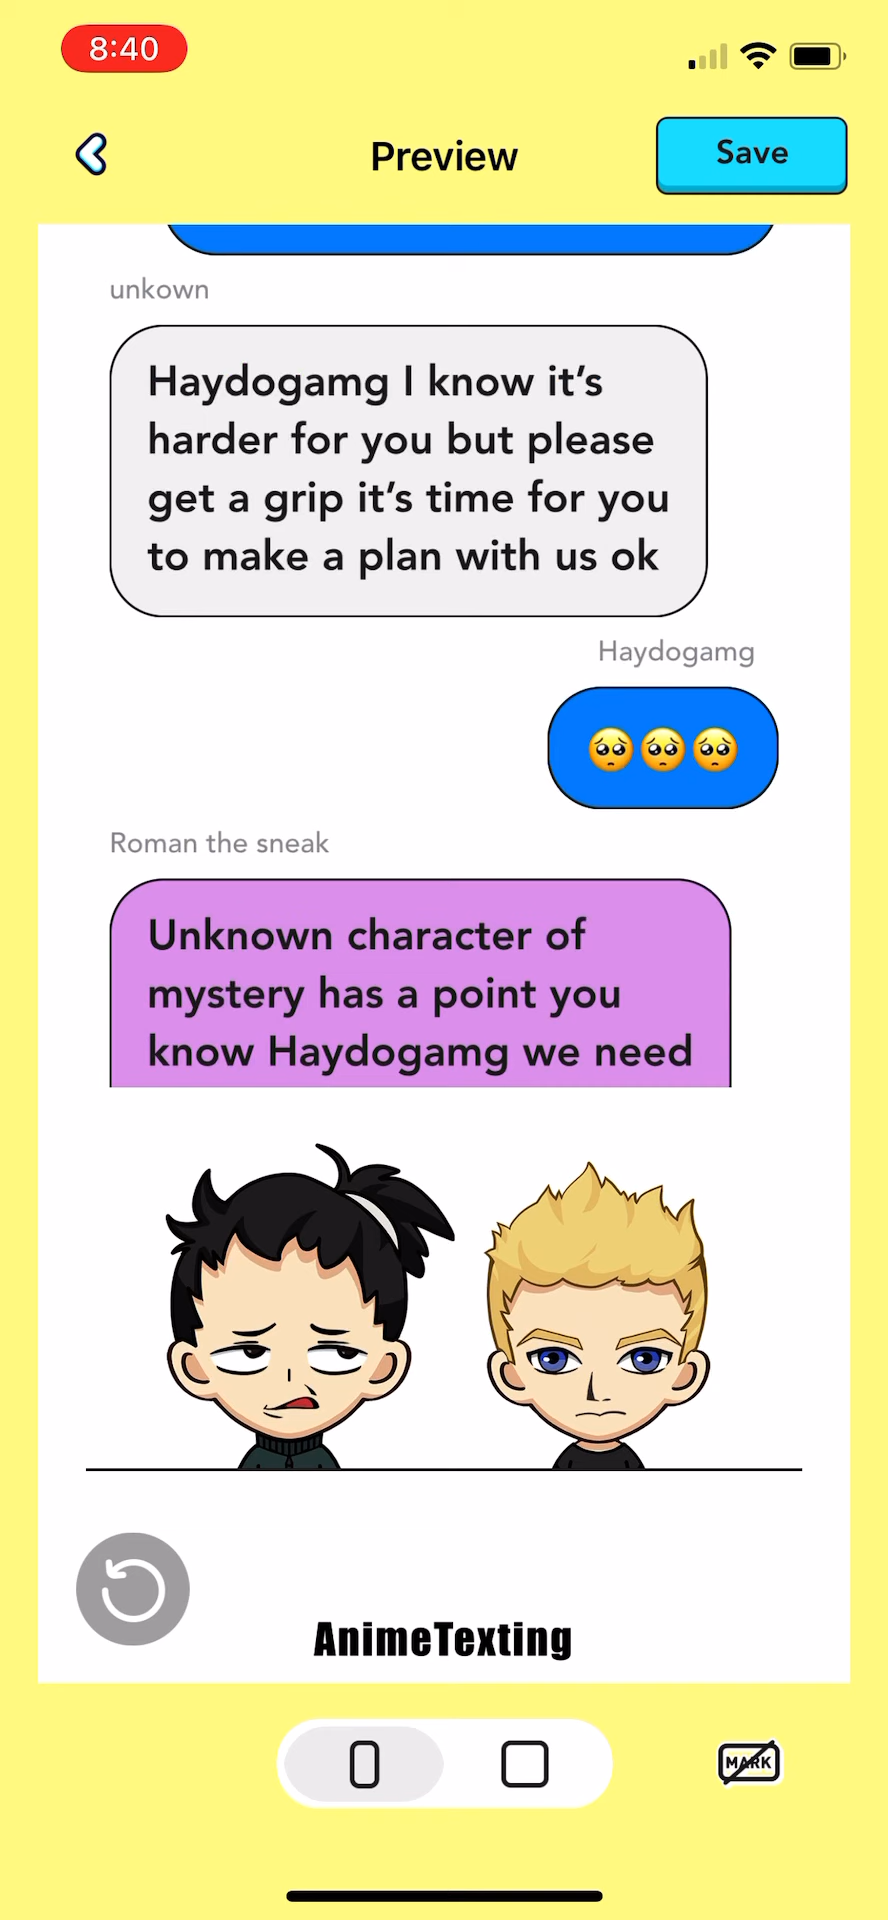 8:40
Preview
Save
unkown
Haydogamg I know it’s
harder for you but please
get a grip it’s time for you
to make a plan with us ok
Haydogamg
🥺🥺🥺
Roman the sneak
Unknown character of
mystery has a point you
know Haydogamg we need
AnimeTexting
MARK